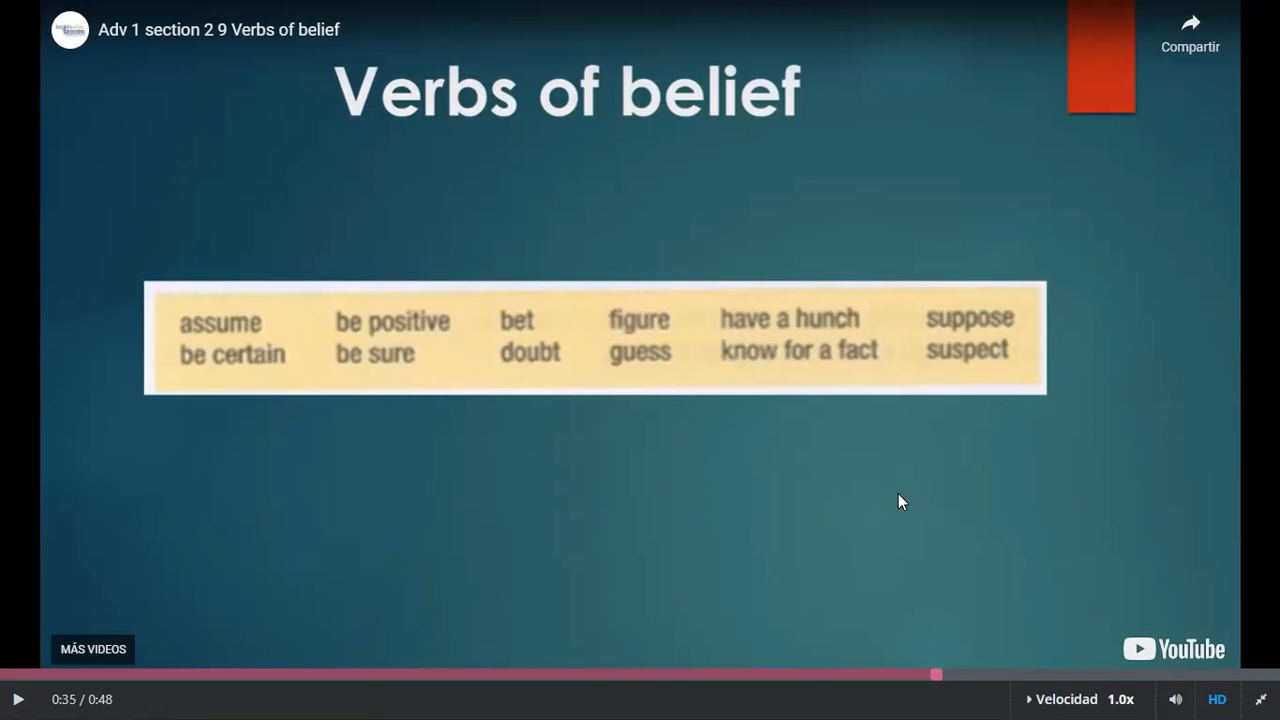 Adv 1 section 2 9 Verbs of belief
Compartir
Verbs of belief
assume be positive bet figure have a hunch suppose
be certain be sure doubt guess know for a fact suspect
MÁS VIDEOS
YouTube
0:35 / 0:48
Velocidad 1.0x
HD